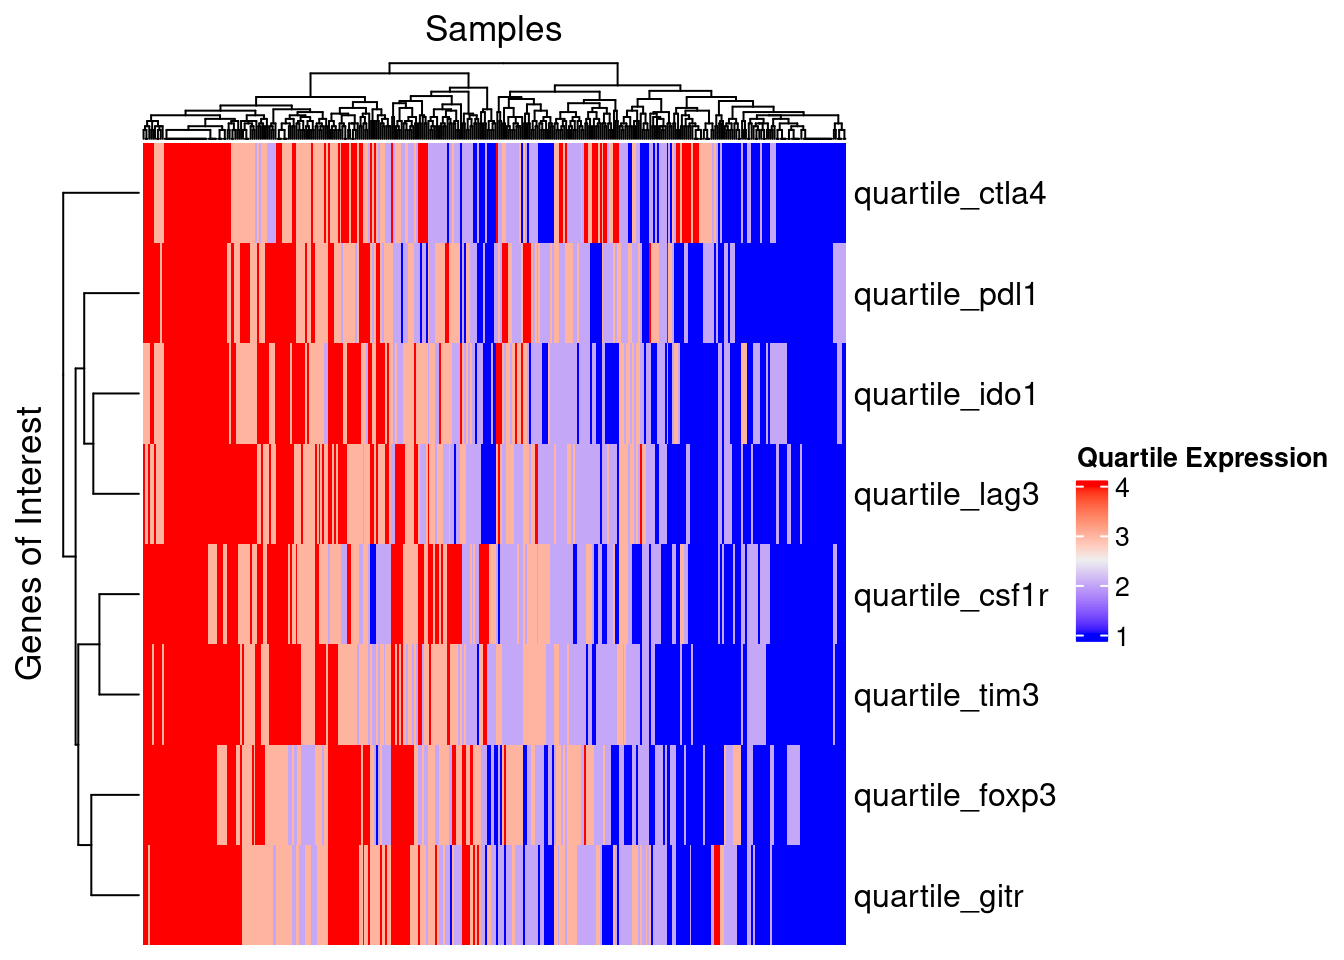 Samples
quartile_ctla4
quartile_pdl1
quartile_ido1
quartile_lag3
quartile_csf1r
quartile_tim3
quartile_foxp3
quartile_gitr
Genes of Interest
Quartile Expression
4
3
2
1